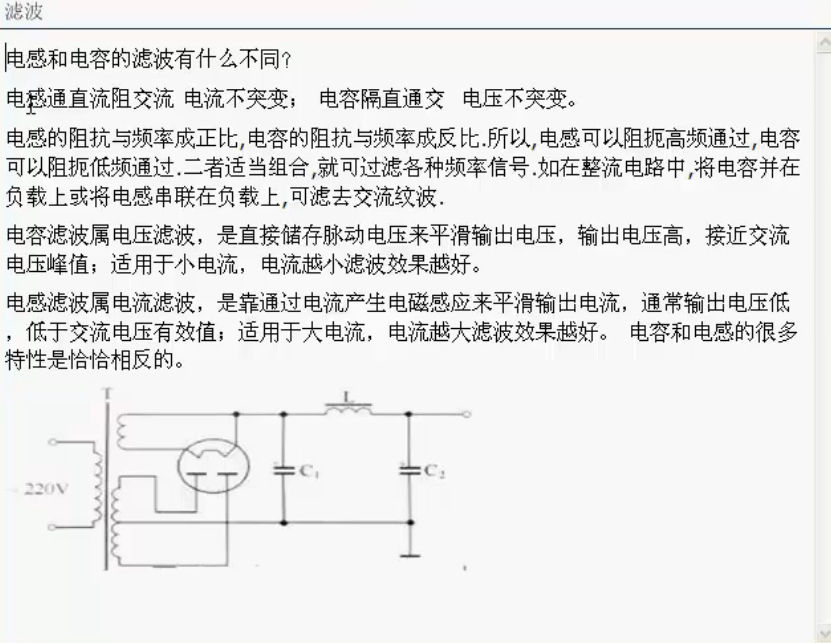 滤波
电感和电容的滤波有什么不同?
电感通直流阻交流 电流不突变； 电容隔直通交 电压不突变。
电感的阻抗与频率成正比,电容的阻抗与频率成反比.所以,电感可以阻扼高频通过,电容
可以阻扼低频通过.二者适当组合,就可过滤各种频率信号.如在整流电路中,将电容并在
负载上或将电感串联在负载上,可滤去交流纹波.
电容滤波属电压滤波，是直接储存脉动电压来平滑输出电压，输出电压高，接近交流
电压峰值；适用于小电流，电流越小滤波效果越好。
电感滤波属电流滤波，是靠通过电流产生电磁感应来平滑输出电流，通常输出电压低
，低于交流电压有效值；适用于大电流，电流越大滤波效果越好。 电容和电感的很多
特性是恰恰相反的。
T
L
C₁
C₂
~ 220V